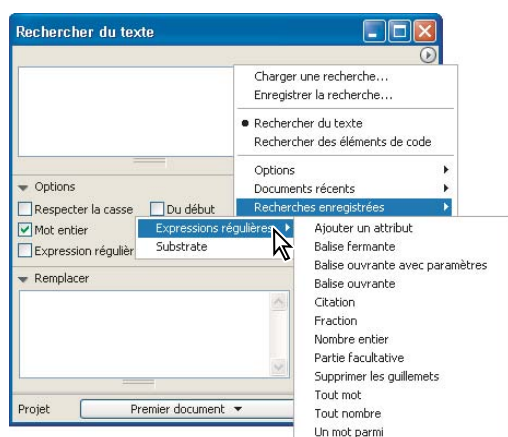 Rechercher du texte
Charger une recherche...
Enregistrer la recherche...
Rechercher du texte
Rechercher des éléments de code
Options
Documents récents
Recherches enregistrées
Options
Respecter la casse
Du début
Mot entier
Expression régulièr
Expressions régulières
Substrate
Ajouter un attribut
Balise fermante
Balise ouvrante avec paramètres
Balise ouvrante
Citation
Fraction
Nombre entier
Partie facultative
Supprimer les guillemets
Tout mot
Tout nombre
Un mot parmi
Remplacer
Projet
Premier document